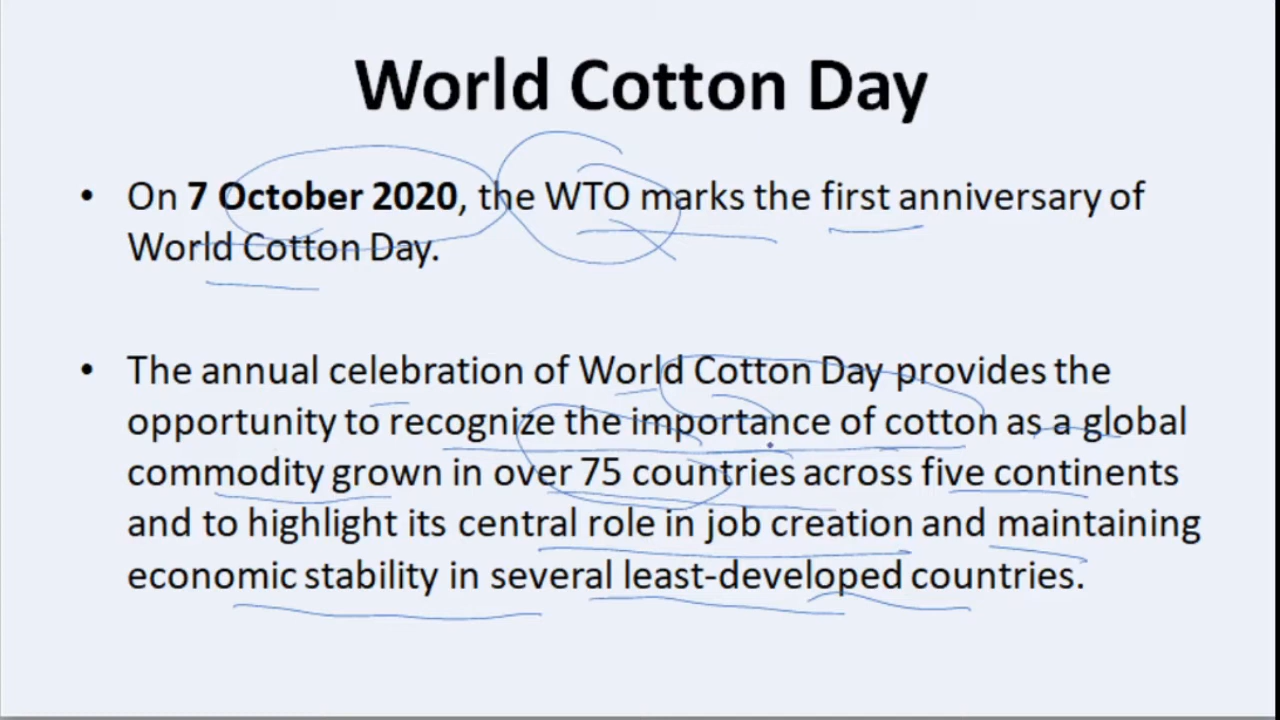 World Cotton Day
• On 7 October 2020, the WTO marks the first anniversary of
World Cotton Day.
• The annual celebration of World Cotton Day provides the
opportunity to recognize the importance of cotton as a global
commodity grown in over 75 countries across five continents
and to highlight its central role in job creation and maintaining
economic stability in several least-developed countries.